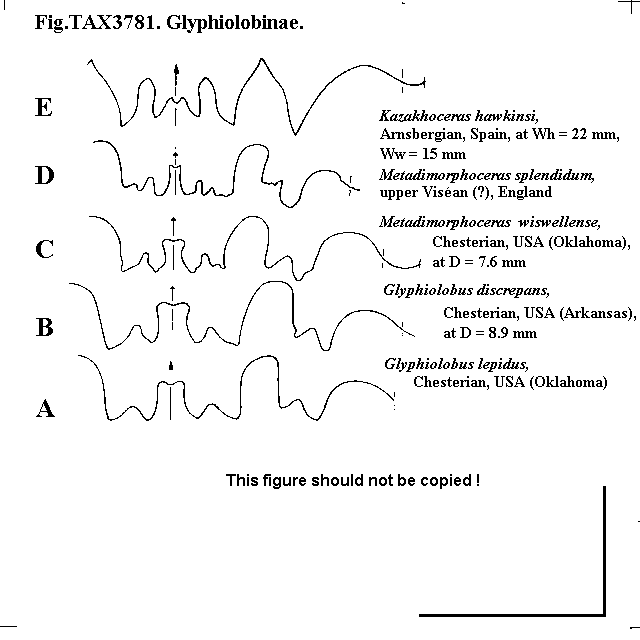 Fig.TAX3781. Glyphiolobinae.
E
Kazakhoceras hawkinsi,
Arnsbergian, Spain, at Wh = 22 mm,
Ww = 15 mm
D
Metadimorphoceras splendidum,
upper Viséan (?), England
C
Metadimorphoceras wiswellense,
Chesterian, USA (Oklahoma),
at D = 7.6 mm
B
Glyphiolobus discrepans,
Chesterian, USA (Arkansas),
at D = 8.9 mm
A
Glyphiolobus lepidus,
Chesterian, USA (Oklahoma)
This figure should not be copied !